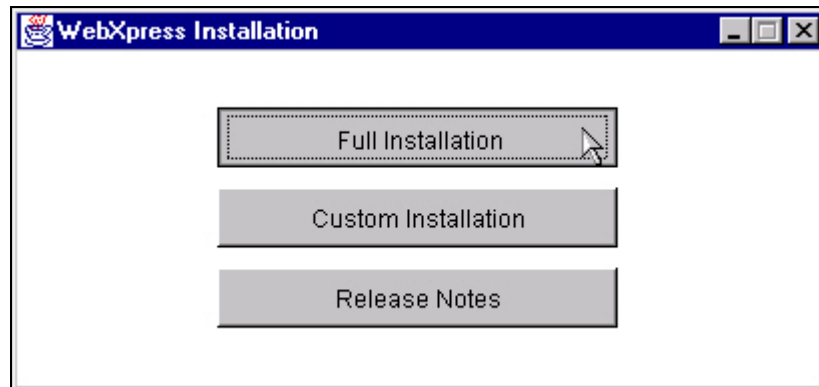 WebXpress Installation
Full Installation
Custom Installation
Release Notes